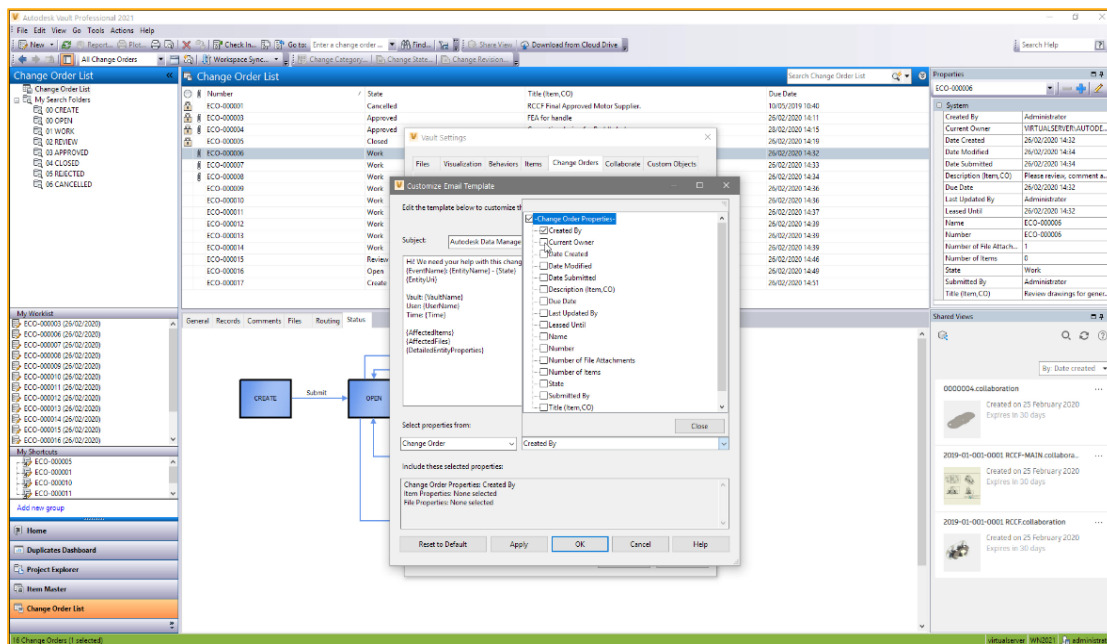 Autodesk Vault Professional 2021
File Edit View Go Tools Actions Help
New Report... Plot... Check In... Go to: Enter a change order ... Find... Share View Download from Cloud Drive
Search Help
All Change Orders Workspace Sync... Change Category... Change State... Change Revision...
Change Order List
Change Order List
My Search Folders
00 CREATE
00 OPEN
01 WORK
02 REVIEW
03 APPROVED
04 CLOSED
05 REJECTED
06 CANCELLED
My Worklist
ECO-000003 (26/02/2020)
ECO-000006 (26/02/2020)
ECO-000007 (26/02/2020)
ECO-000008 (26/02/2020)
ECO-000009 (26/02/2020)
ECO-000010 (26/02/2020)
ECO-000011 (26/02/2020)
ECO-000012 (26/02/2020)
ECO-000013 (26/02/2020)
ECO-000014 (26/02/2020)
ECO-000015 (26/02/2020)
ECO-000016 (26/02/2020)
My Shortcuts
ECO-000005
ECO-000001
ECO-000010
ECO-000011
Add new group
Home
Duplicates Dashboard
Project Explorer
Item Master
Change Order List
Change Order List
Search Change Order List
Number State Title (Item,CO) Due Date
ECO-000001 Cancelled RCCF Final Approved Motor Supplier. 10/05/2019 10:40
ECO-000003 Approved FEA for handle 26/02/2020 14:11
Approved 28/02/2020 14:15
ECO-000005 Closed 26/02/2020 14:19
ECO-000006 Work 26/02/2020 14:32
ECO-000007 Work 26/02/2020 14:33
ECO-000008 Work 26/02/2020 14:34
ECO-000009 Work 26/02/2020 14:36
ECO-000010 Work 26/02/2020 14:36
ECO-000011 Work 26/02/2020 14:37
ECO-000012 Work 26/02/2020 14:39
ECO-000013 Work 26/02/2020 14:39
ECO-000014 Work 26/02/2020 14:39
ECO-000015 Review 26/02/2020 14:46
ECO-000016 Open 26/02/2020 14:49
ECO-000017 Create 26/02/2020 14:51
General Records Comments Files Routing Status
CREATE Submit OPEN
Vault Settings
Files Visualization Behaviors Items Change Orders Collaborate Custom Objects
Customize Email Template
Edit the template below to customize th
Subject: Autodesk Data Manage
Hi! We need your help with this chang
{EventName}: {EntityName} - {State}
{EntityUri}
Vault: {VaultName}
User: {UserName}
Time: {Time}
{AffectedItems}
{AffectedFiles}
{DetailedEntityProperties}
-Change Order Properties-
Created By
Current Owner
Date Created
Date Modified
Date Submitted
Description (Item,CO)
Due Date
Last Updated By
Leased Until
Name
Number
Number of File Attachments
Number of Items
State
Submitted By
Title (Item,CO)
Close
Select properties from:
Change Order Created By
Include these selected properties:
Change Order Properties: Created By
Item Properties: None selected
File Properties: None selected
Reset to Default Apply OK Cancel Help
Properties
ECO-000006
System
Created By Administrator
Current Owner VIRTUALSERVER\AUTODE...
Date Created 26/02/2020 14:32
Date Modified 26/02/2020 14:34
Date Submitted 26/02/2020 14:34
Description (Item,CO) Please review, comment a...
Due Date 26/02/2020 14:32
Last Updated By Administrator
Leased Until 26/02/2020 14:32
Name ECO-000006
Number ECO-000006
Number of File Attach... 1
Number of Items 0
State Work
Submitted By Administrator
Title (Item,CO) Review drawings for gener...
Shared Views
By: Date created
0000004.collaboration
Created on 25 February 2020
Expires in 30 days
2019-01-001-0001 RCCF-MAIN.collabora...
Created on 25 February 2020
Expires in 30 days
2019-01-001-0001 RCCF.collaboration
Created on 25 February 2020
Expires in 30 days
16 Change Orders (1 selected)
virtualserver WN2021 administrat